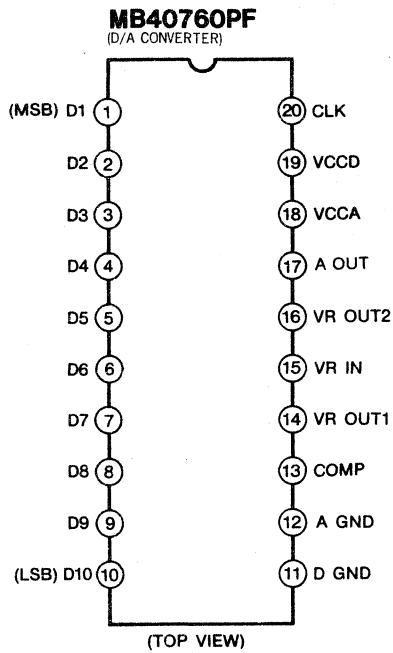 MB40760PF
(D/A CONVERTER)
(MSB) D1 1 20 CLK
D2 2 19 VCCD
D3 3 18 VCCA
D4 4 17 A OUT
D5 5 16 VR OUT2
D6 6 15 VR IN
D7 7 14 VR OUT1
D8 8 13 COMP
D9 9 12 A GND
(LSB) D10 10 11 D GND
(TOP VIEW)